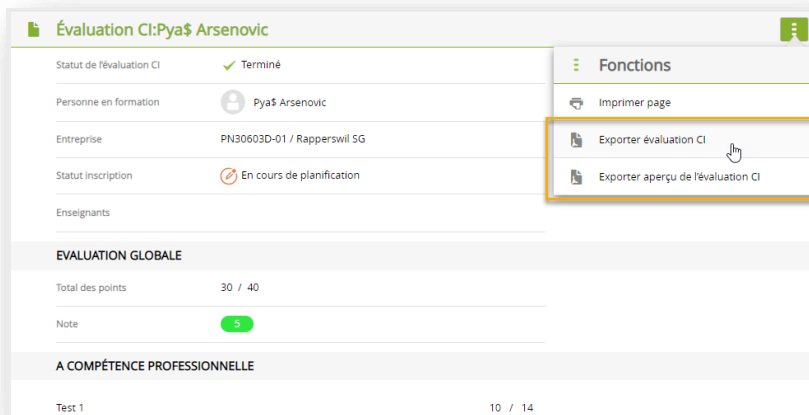 Évaluation CI:Pya$ Arsenovic
Statut de l'évaluation CI Terminé
Personne en formation Pya$ Arsenovic
Entreprise PN30603D-01 / Rapperswil SG
Statut inscription En cours de planification
Enseignants
EVALUATION GLOBALE
Total des points 30 / 40
Note 5
A COMPÉTENCE PROFESSIONNELLE
Test 1 10 / 14
Fonctions
Imprimer page
Exporter évaluation CI
Exporter aperçu de l'évaluation CI